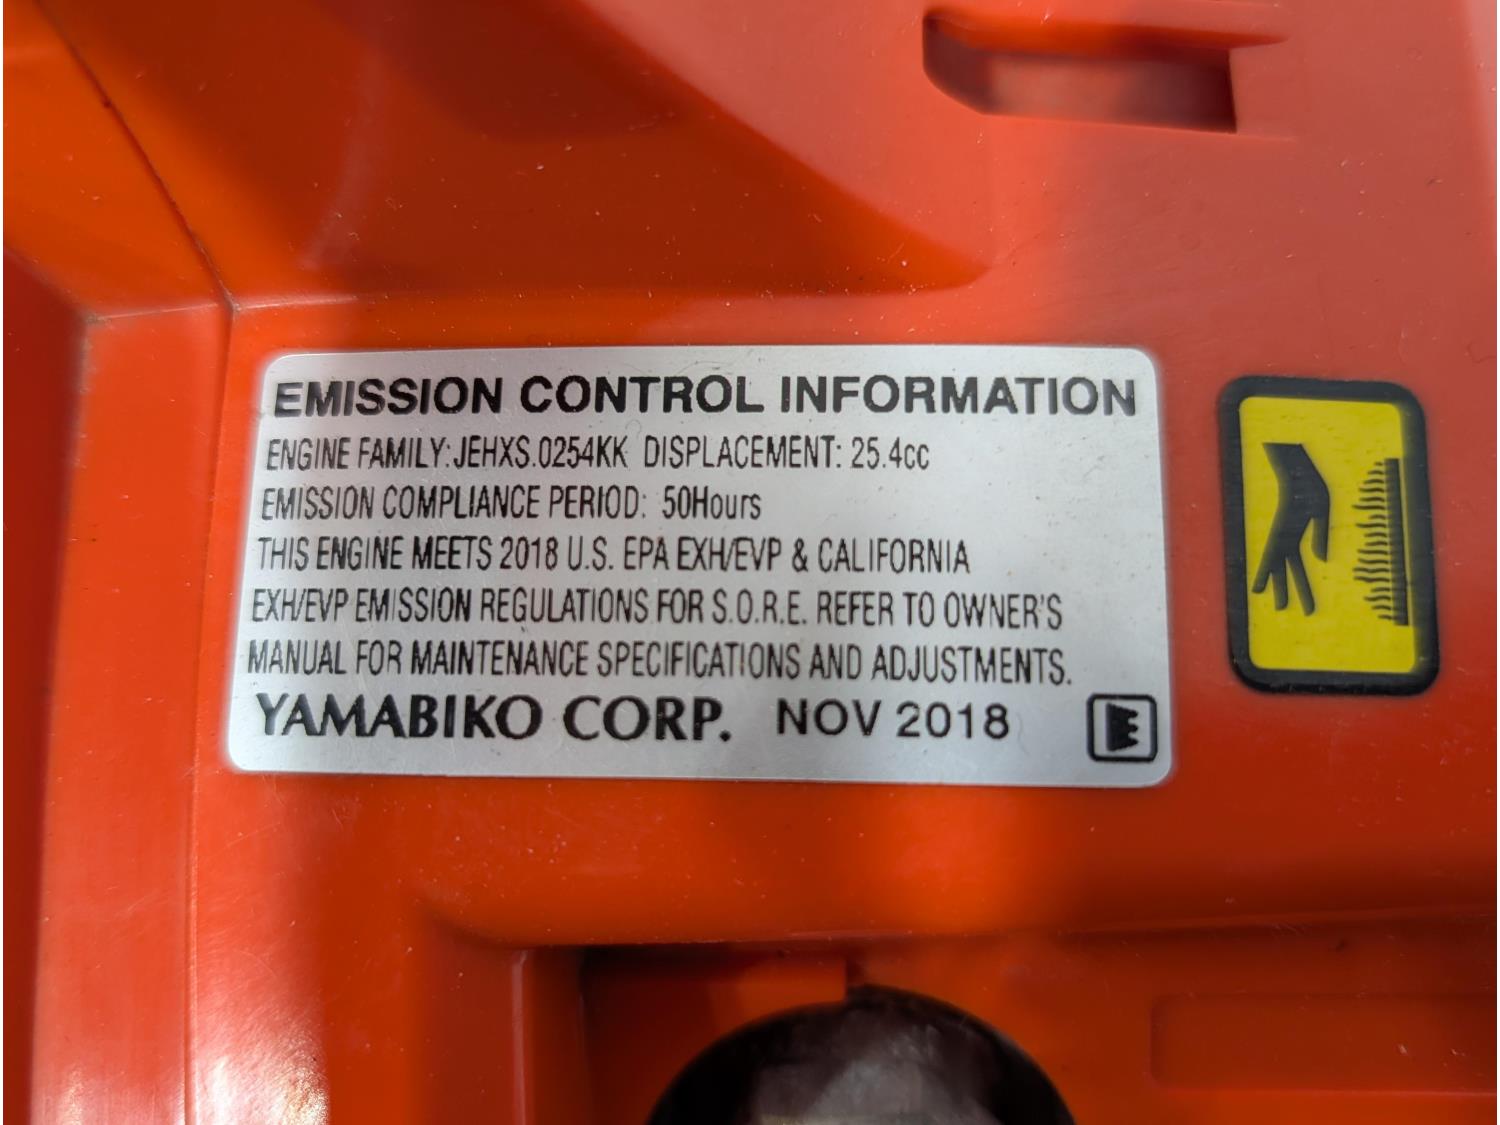 EMISSION CONTROL INFORMATION
ENGINE FAMILY:JEHXS.0254KK DISPLACEMENT: 25.4cc
EMISSION COMPLIANCE PERIOD: 50Hours
THIS ENGINE MEETS 2018 U.S. EPA EXH/EVP & CALIFORNIA
EXH/EVP EMISSION REGULATIONS FOR S.O.R.E. REFER TO OWNER'S
MANUAL FOR MAINTENANCE SPECIFICATIONS AND ADJUSTMENTS.
YAMABIKO CORP. NOV 2018